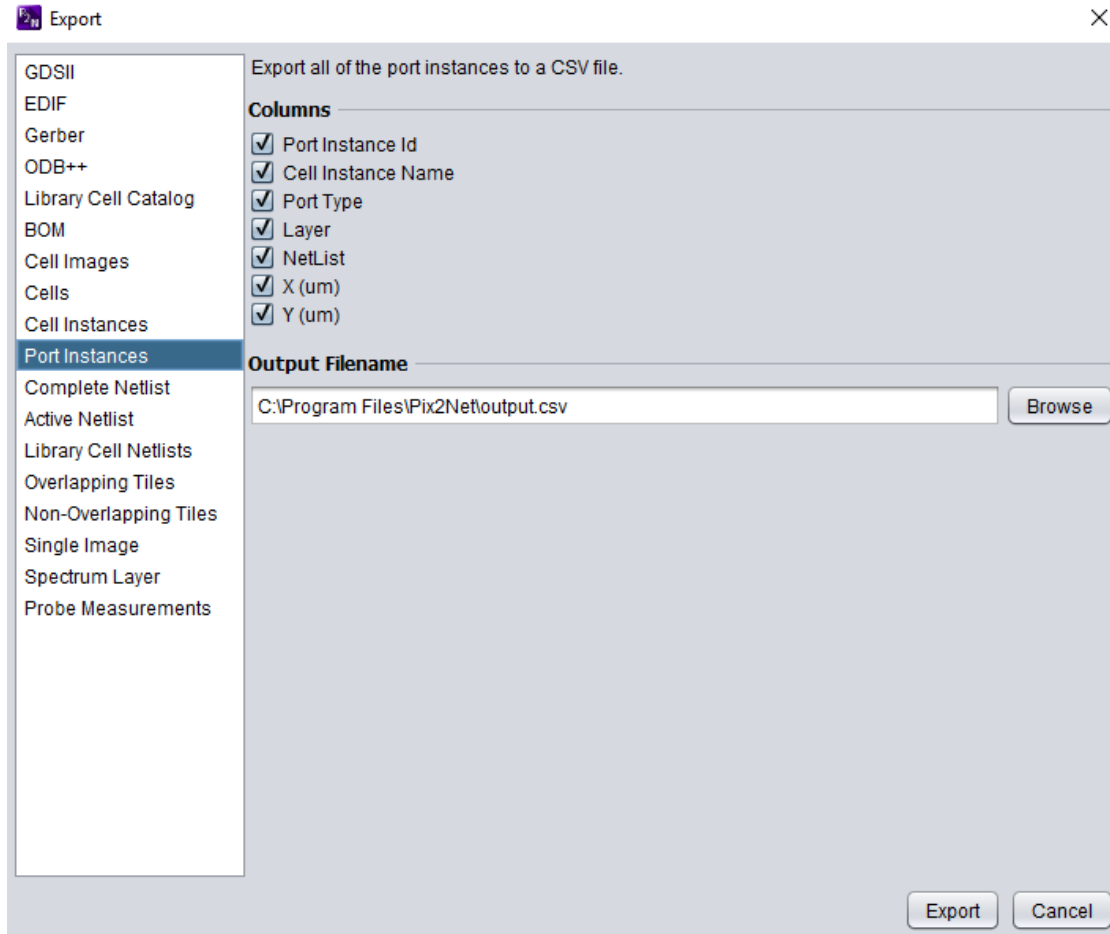 P2N Export
GDSII
EDIF
Gerber
ODB++
Library Cell Catalog
BOM
Cell Images
Cells
Cell Instances
Port Instances
Complete Netlist
Active Netlist
Library Cell Netlists
Overlapping Tiles
Non-Overlapping Tiles
Single Image
Spectrum Layer
Probe Measurements
Export all of the port instances to a CSV file.
Columns
Port Instance Id
Cell Instance Name
Port Type
Layer
NetList
X (um)
Y (um)
Output Filename
C:\Program Files\Pix2Net\output.csv
Browse
Export
Cancel